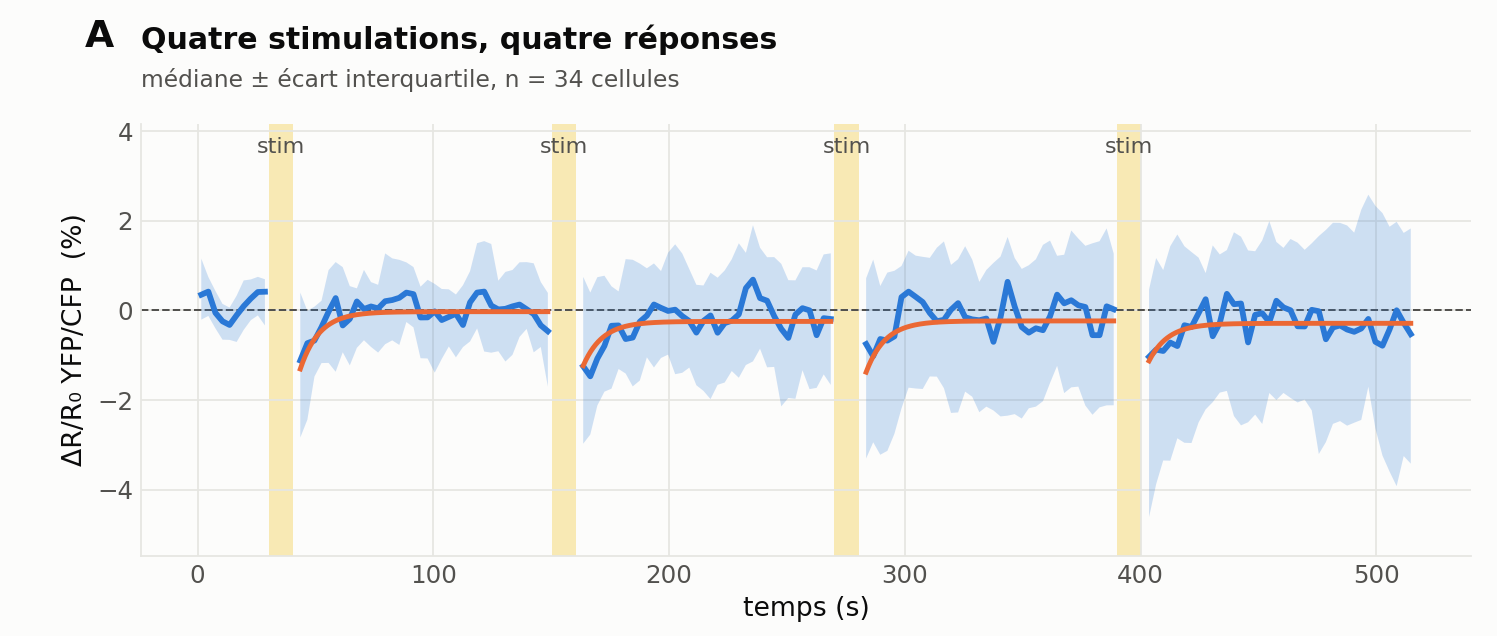 A Quatre stimulations, quatre réponses
médiane ± écart interquartile, n = 34 cellules
4
stim stim stim stim
2
0
−2
−4
ΔR/R₀ YFP/CFP (%)
0 100 200 300 400 500
temps (s)